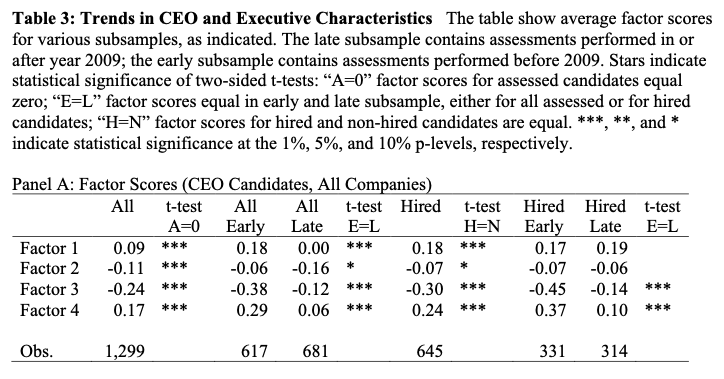 Table 3: Trends in CEO and Executive Characteristics The table show average factor scores
for various subsamples, as indicated. The late subsample contains assessments performed in or
after year 2009; the early subsample contains assessments performed before 2009. Stars indicate
statistical significance of two-sided t-tests: “A=0” factor scores for assessed candidates equal
zero; “E=L” factor scores equal in early and late subsample, either for all assessed or for hired
candidates; “H=N” factor scores for hired and non-hired candidates are equal. ***, **, and *
indicate statistical significance at the 1%, 5%, and 10% p-levels, respectively.
Panel A: Factor Scores (CEO Candidates, All Companies)
All t-test All All t-test Hired t-test Hired Hired t-test
A=0 Early Late E=L H=N Early Late E=L
Factor 1 0.09 *** 0.18 0.00 *** 0.18 *** 0.17 0.19
Factor 2 -0.11 *** -0.06 -0.16 * -0.07 * -0.07 -0.06
Factor 3 -0.24 *** -0.38 -0.12 *** -0.30 *** -0.45 -0.14 ***
Factor 4 0.17 *** 0.29 0.06 *** 0.24 *** 0.37 0.10 ***
Obs. 1,299 617 681 645 331 314